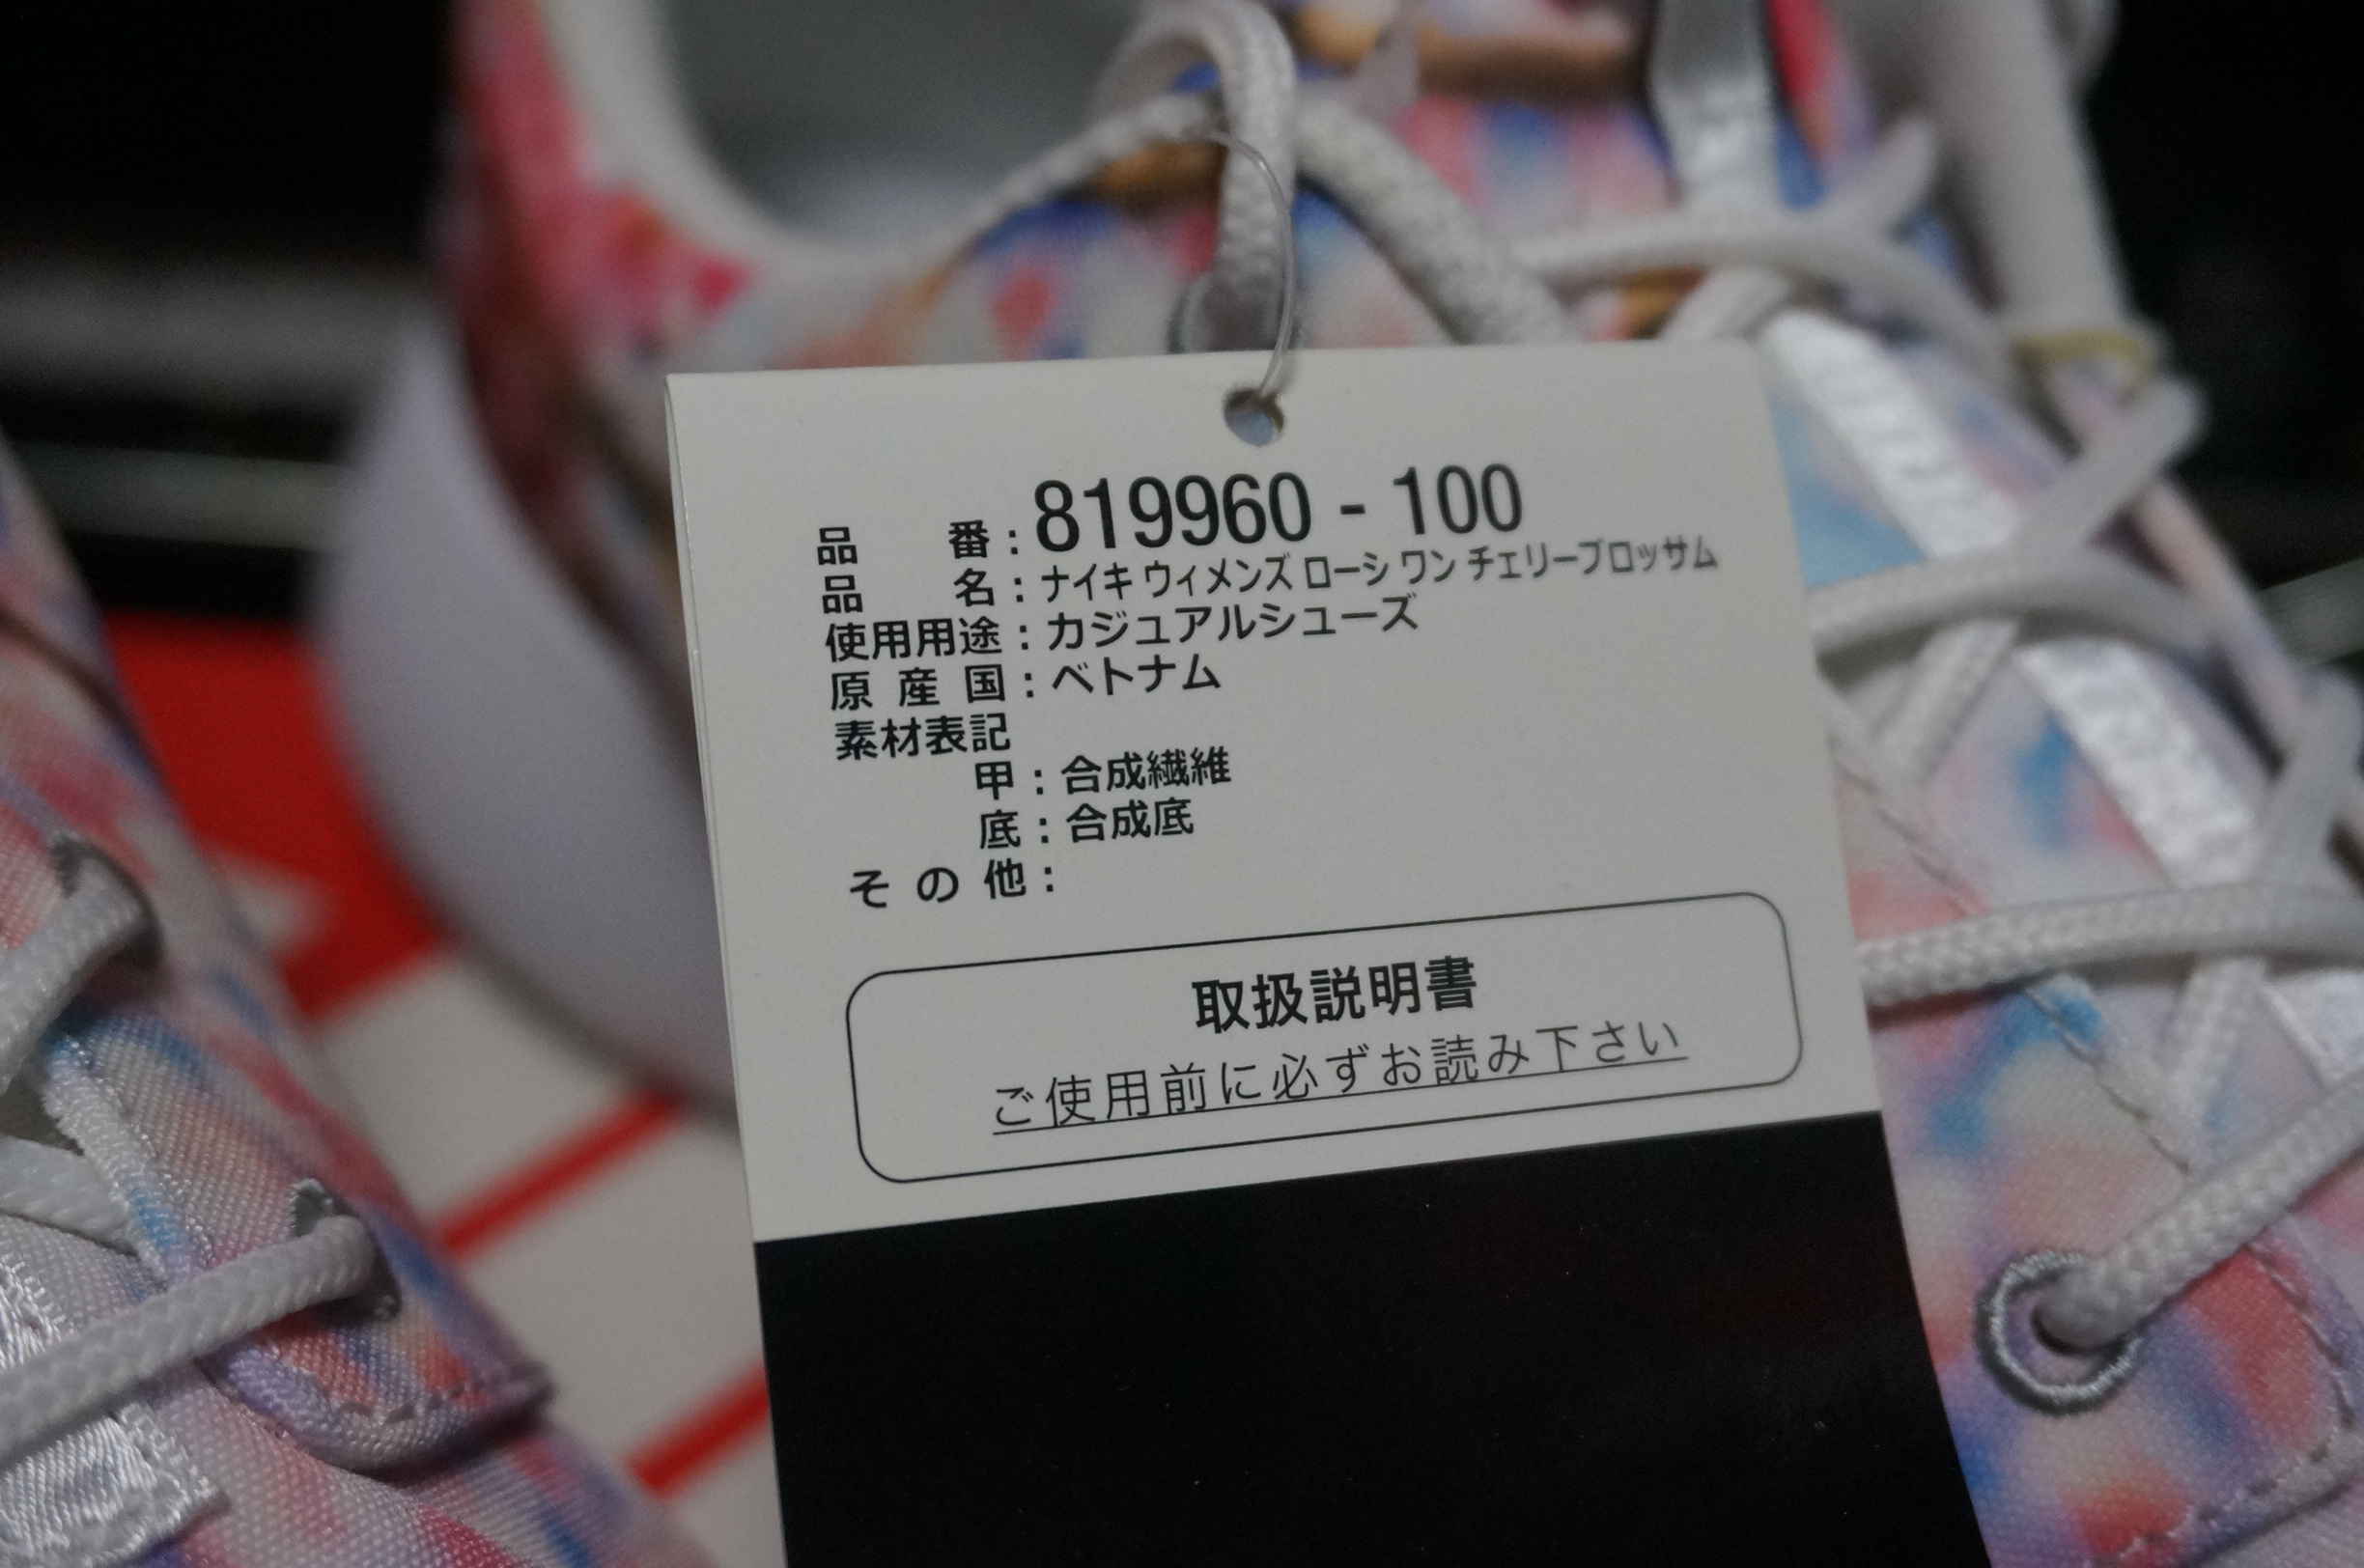 品 番：819960 - 100
品 名：ナイキ ウィメンズ ローシ ワン チェリーブロッサム
使用用途：カジュアルシューズ
原産国：ベトナム
素材表記
甲：合成繊維
底：合成底
その他：
取扱説明書
ご使用前に必ずお読み下さい